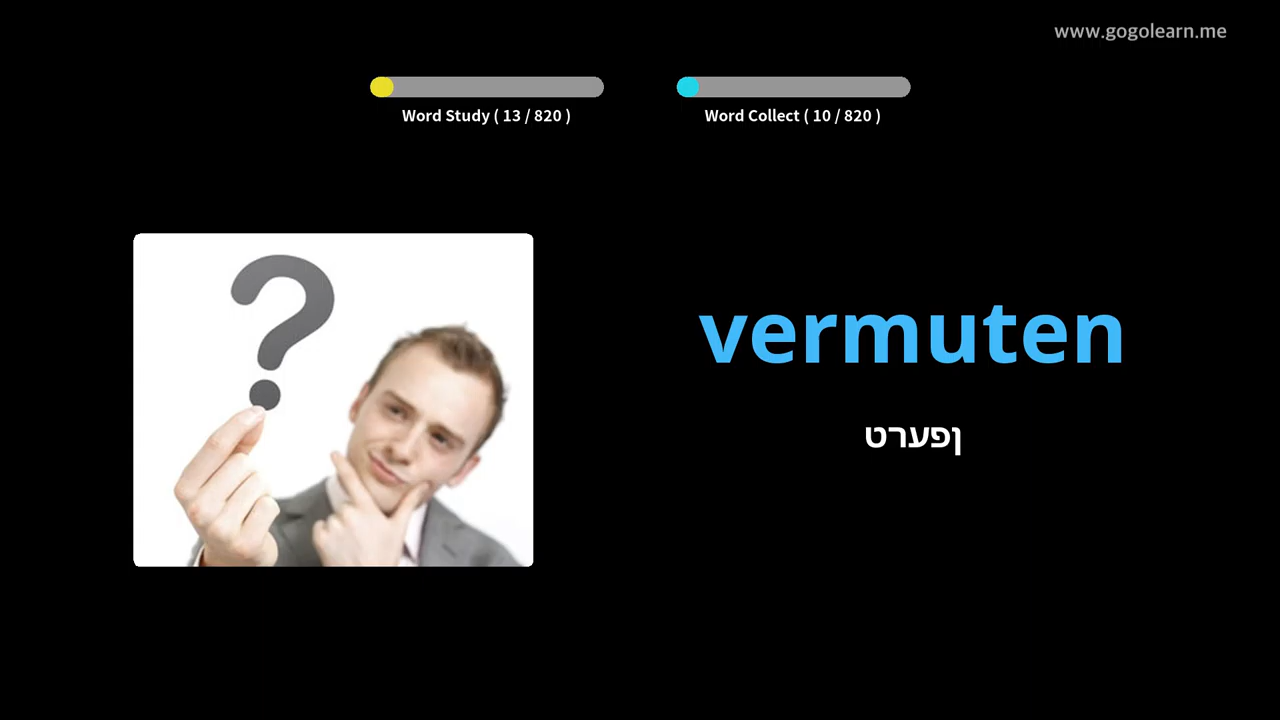 www.gogolearn.me
Word Study ( 13 / 820 )
Word Collect ( 10 / 820 )
vermuten
ןפערט